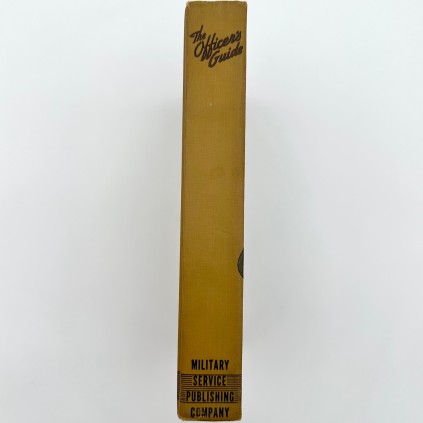 The
Officer's
Guide
MILITARY
SERVICE
PUBLISHING
COMPANY